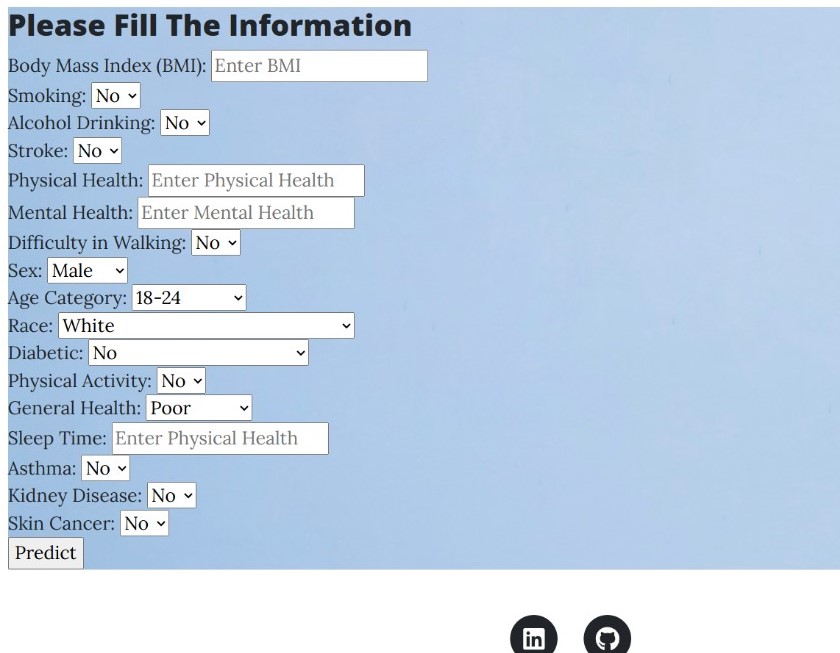 Please Fill The Information
Body Mass Index (BMI): Enter BMI
Smoking: No
Alcohol Drinking: No
Stroke: No
Physical Health: Enter Physical Health
Mental Health: Enter Mental Health
Difficulty in Walking: No
Sex: Male
Age Category: 18-24
Race: White
Diabetic: No
Physical Activity: No
General Health: Poor
Sleep Time: Enter Physical Health
Asthma: No
Kidney Disease: No
Skin Cancer: No
Predict
in